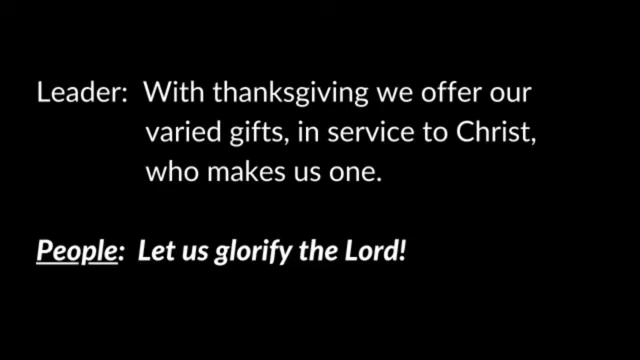 Leader: With thanksgiving we offer our
varied gifts, in service to Christ,
who makes us one.
People: Let us glorify the Lord!